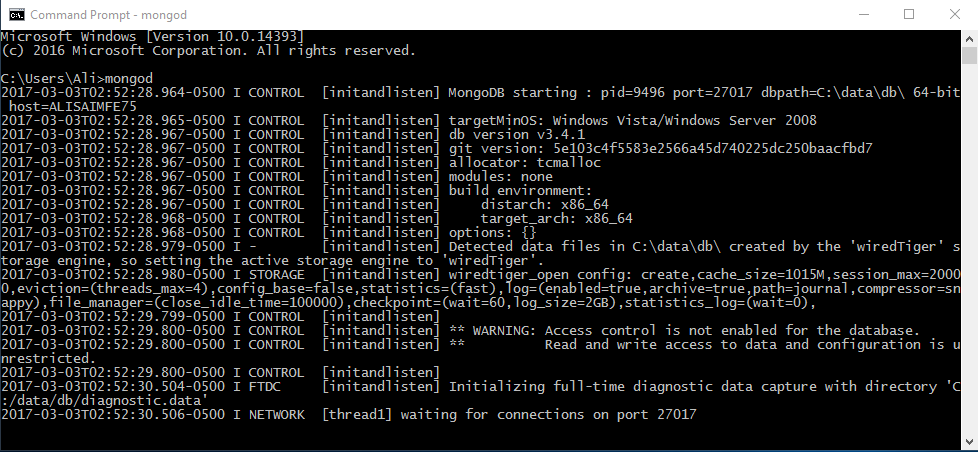 Command Prompt - mongod
Microsoft Windows [Version 10.0.14393]
(c) 2016 Microsoft Corporation. All rights reserved.
C:\Users\Ali>mongod
2017-03-03T02:52:28.964-0500 I CONTROL  [initandlisten] MongoDB starting : pid=9496 port=27017 dbpath=C:\data\db\ 64-bit
 host=ALISAIMFE75
2017-03-03T02:52:28.965-0500 I CONTROL  [initandlisten] targetMinOS: Windows Vista/Windows Server 2008
2017-03-03T02:52:28.966-0500 I CONTROL  [initandlisten] db version v3.4.1
2017-03-03T02:52:28.967-0500 I CONTROL  [initandlisten] git version: 5e103c4f5583e2566a45d740225dc250baacfbd7
2017-03-03T02:52:28.967-0500 I CONTROL  [initandlisten] allocator: tcmalloc
2017-03-03T02:52:28.967-0500 I CONTROL  [initandlisten] modules: none
2017-03-03T02:52:28.967-0500 I CONTROL  [initandlisten] build environment:
2017-03-03T02:52:28.967-0500 I CONTROL  [initandlisten]     distarch: x86_64
2017-03-03T02:52:28.968-0500 I CONTROL  [initandlisten]     target_arch: x86_64
2017-03-03T02:52:28.968-0500 I CONTROL  [initandlisten] options: {}
2017-03-03T02:52:28.979-0500 I -        [initandlisten] Detected data files in C:\data\db\ created by the 'wiredTiger' s
torage engine, so setting the active storage engine to 'wiredTiger'.
2017-03-03T02:52:28.980-0500 I STORAGE  [initandlisten] wiredtiger_open config: create,cache_size=1015M,session_max=2000
0,eviction=(threads_max=4),config_base=false,statistics=(fast),log=(enabled=true,archive=true,path=journal,compressor=sn
appy),file_manager=(close_idle_time=100000),checkpoint=(wait=60,log_size=2GB),statistics_log=(wait=0),
2017-03-03T02:52:29.799-0500 I CONTROL  [initandlisten]
2017-03-03T02:52:29.800-0500 I CONTROL  [initandlisten] ** WARNING: Access control is not enabled for the database.
2017-03-03T02:52:29.800-0500 I CONTROL  [initandlisten] **          Read and write access to data and configuration is u
nrestricted.
2017-03-03T02:52:29.800-0500 I CONTROL  [initandlisten]
2017-03-03T02:52:30.504-0500 I FTDC     [initandlisten] Initializing full-time diagnostic data capture with directory 'C
:/data/db/diagnostic.data'
2017-03-03T02:52:30.506-0500 I NETWORK  [thread1] waiting for connections on port 27017